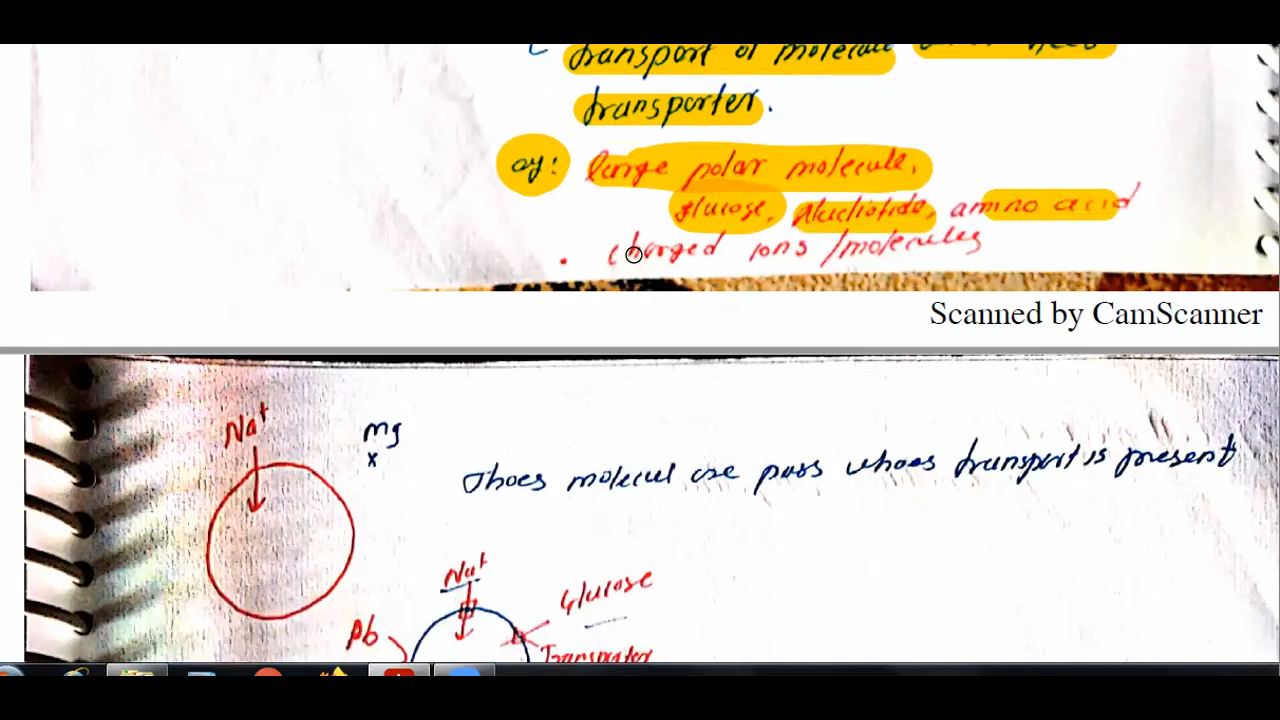 transport of molecule
transporter.
eg: large polar molecule,
glucose, Nucliotide, amino acid
• charged ions / molecules
Scanned by CamScanner
Na+
mg
x
Thoes molecul are pass whoes transport is present
Na+
Glucose
Pb
Transporter